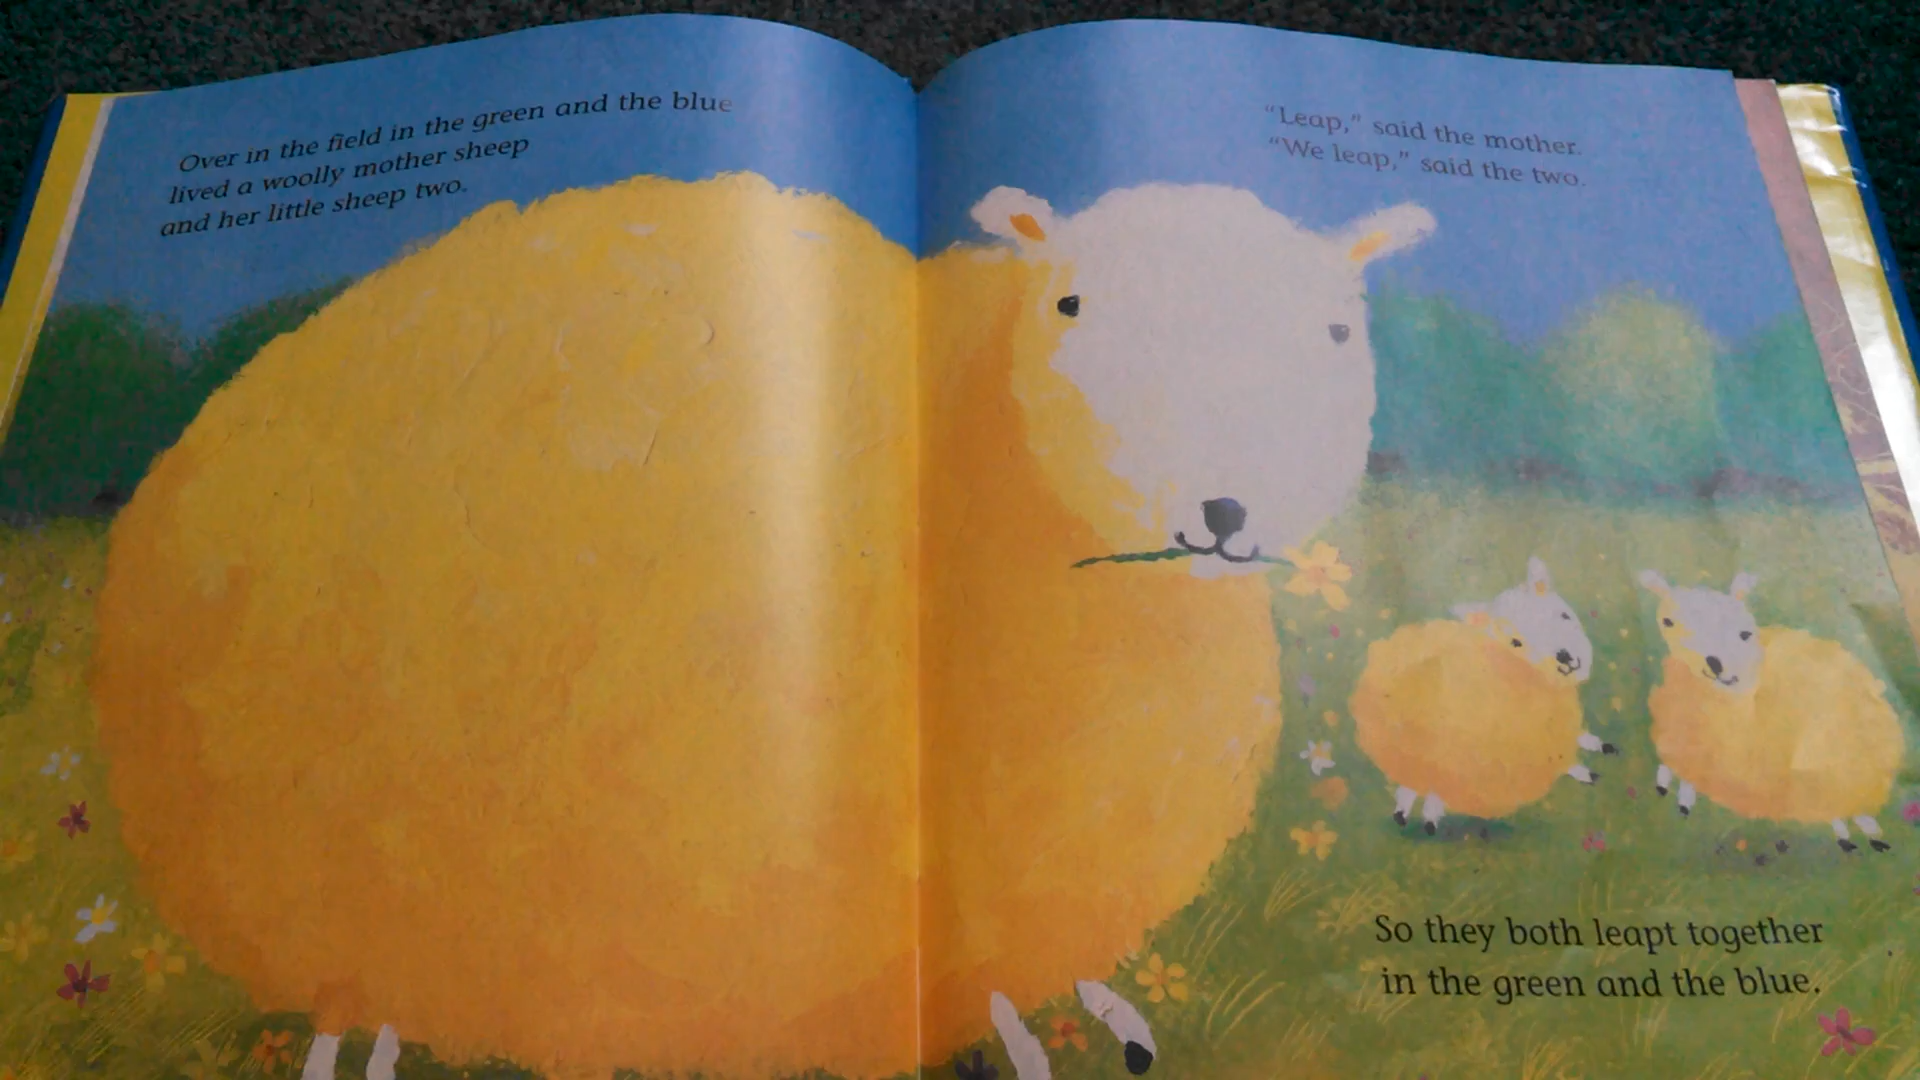 Over in the field in the green and the blue
lived a woolly mother sheep
and her little sheep two.
“Leap,” said the mother.
“We leap,” said the two.
So they both leapt together
in the green and the blue.